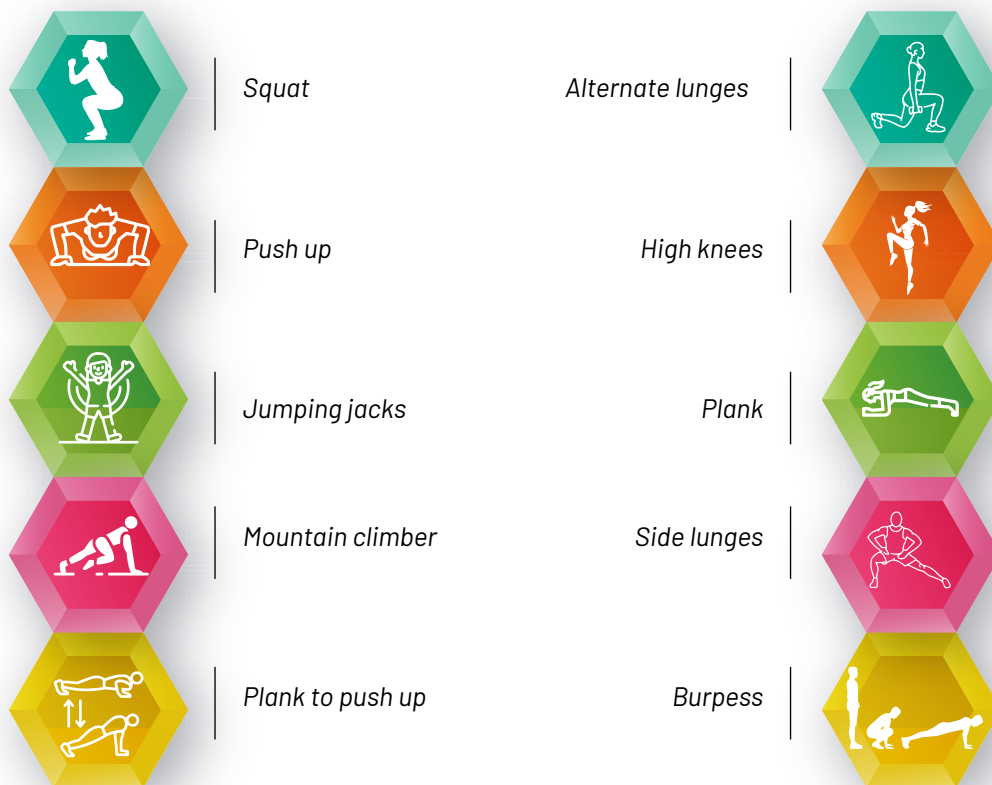 Squat
Alternate lunges
Push up
High knees
Jumping jacks
Plank
Mountain climber
Side lunges
Plank to push up
Burpess